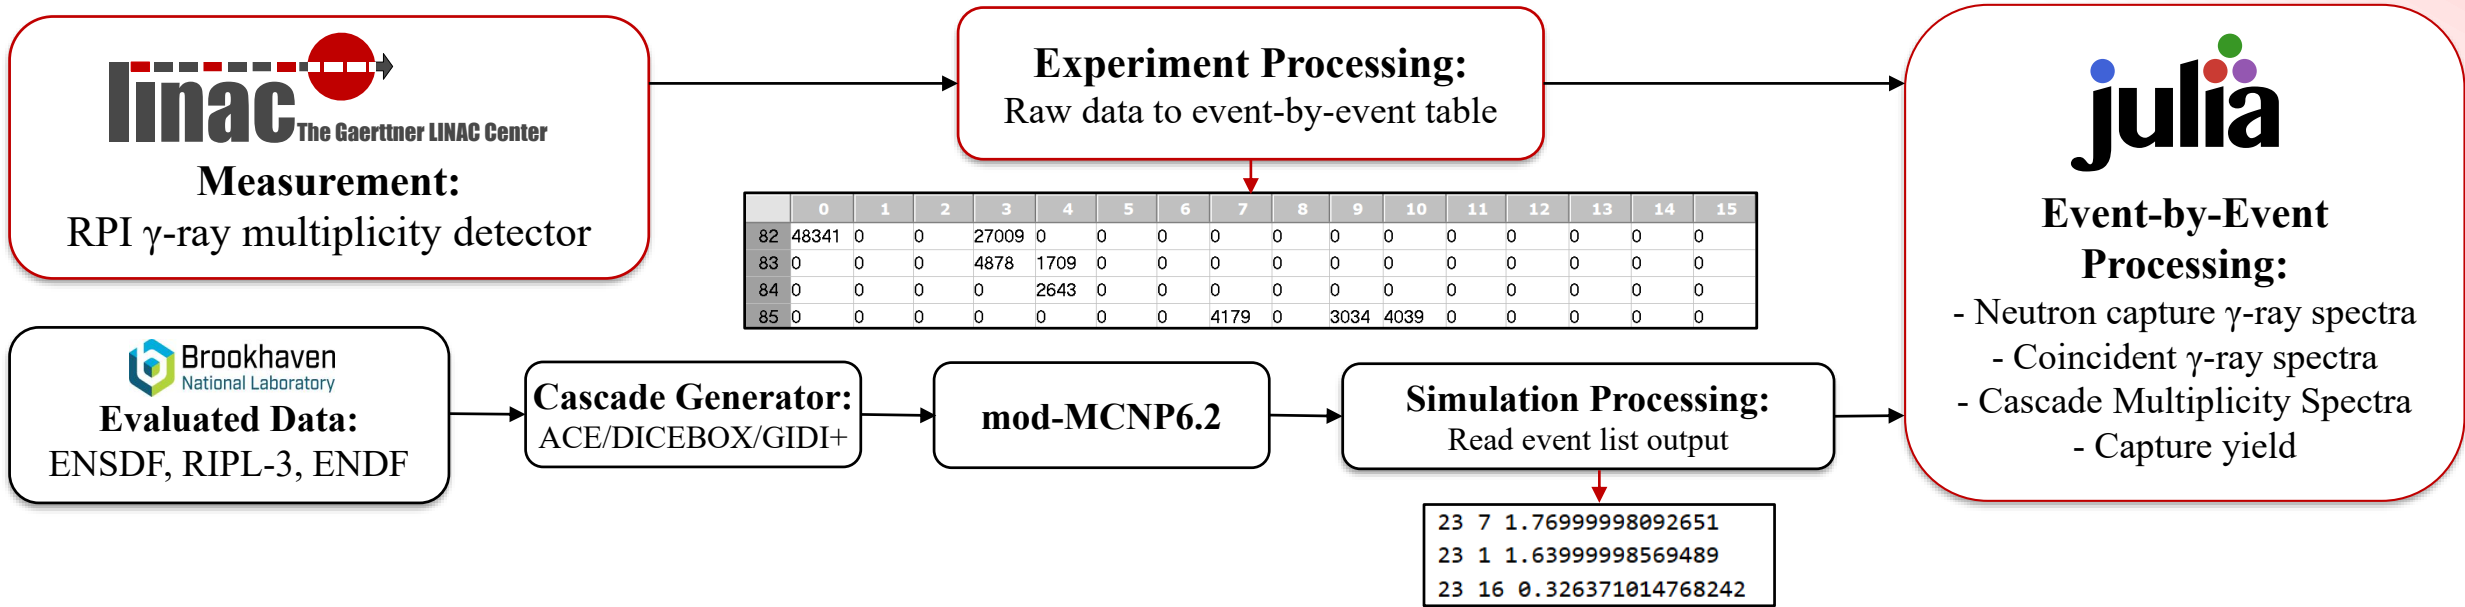 linac The Gaerttner LINAC Center
Measurement:
RPI γ-ray multiplicity detector
Experiment Processing:
Raw data to event-by-event table
0 1 2 3 4 5 6 7 8 9 10 11 12 13 14 15
82 48341 0 0 27009 0 0 0 0 0 0 0 0 0 0 0 0
83 0 0 0 4878 1709 0 0 0 0 0 0 0 0 0 0 0
84 0 0 0 0 2643 0 0 0 0 0 0 0 0 0 0 0
85 0 0 0 0 0 0 0 4179 0 3034 4039 0 0 0 0 0
Brookhaven
National Laboratory
Evaluated Data:
ENSDF, RIPL-3, ENDF
Cascade Generator:
ACE/DICEBOX/GIDI+
mod-MCNP6.2
Simulation Processing:
Read event list output
23 7 1.76999998092651
23 1 1.63999998569489
23 16 0.326371014768242
julia
Event-by-Event
Processing:
- Neutron capture γ-ray spectra
- Coincident γ-ray spectra
- Cascade Multiplicity Spectra
- Capture yield